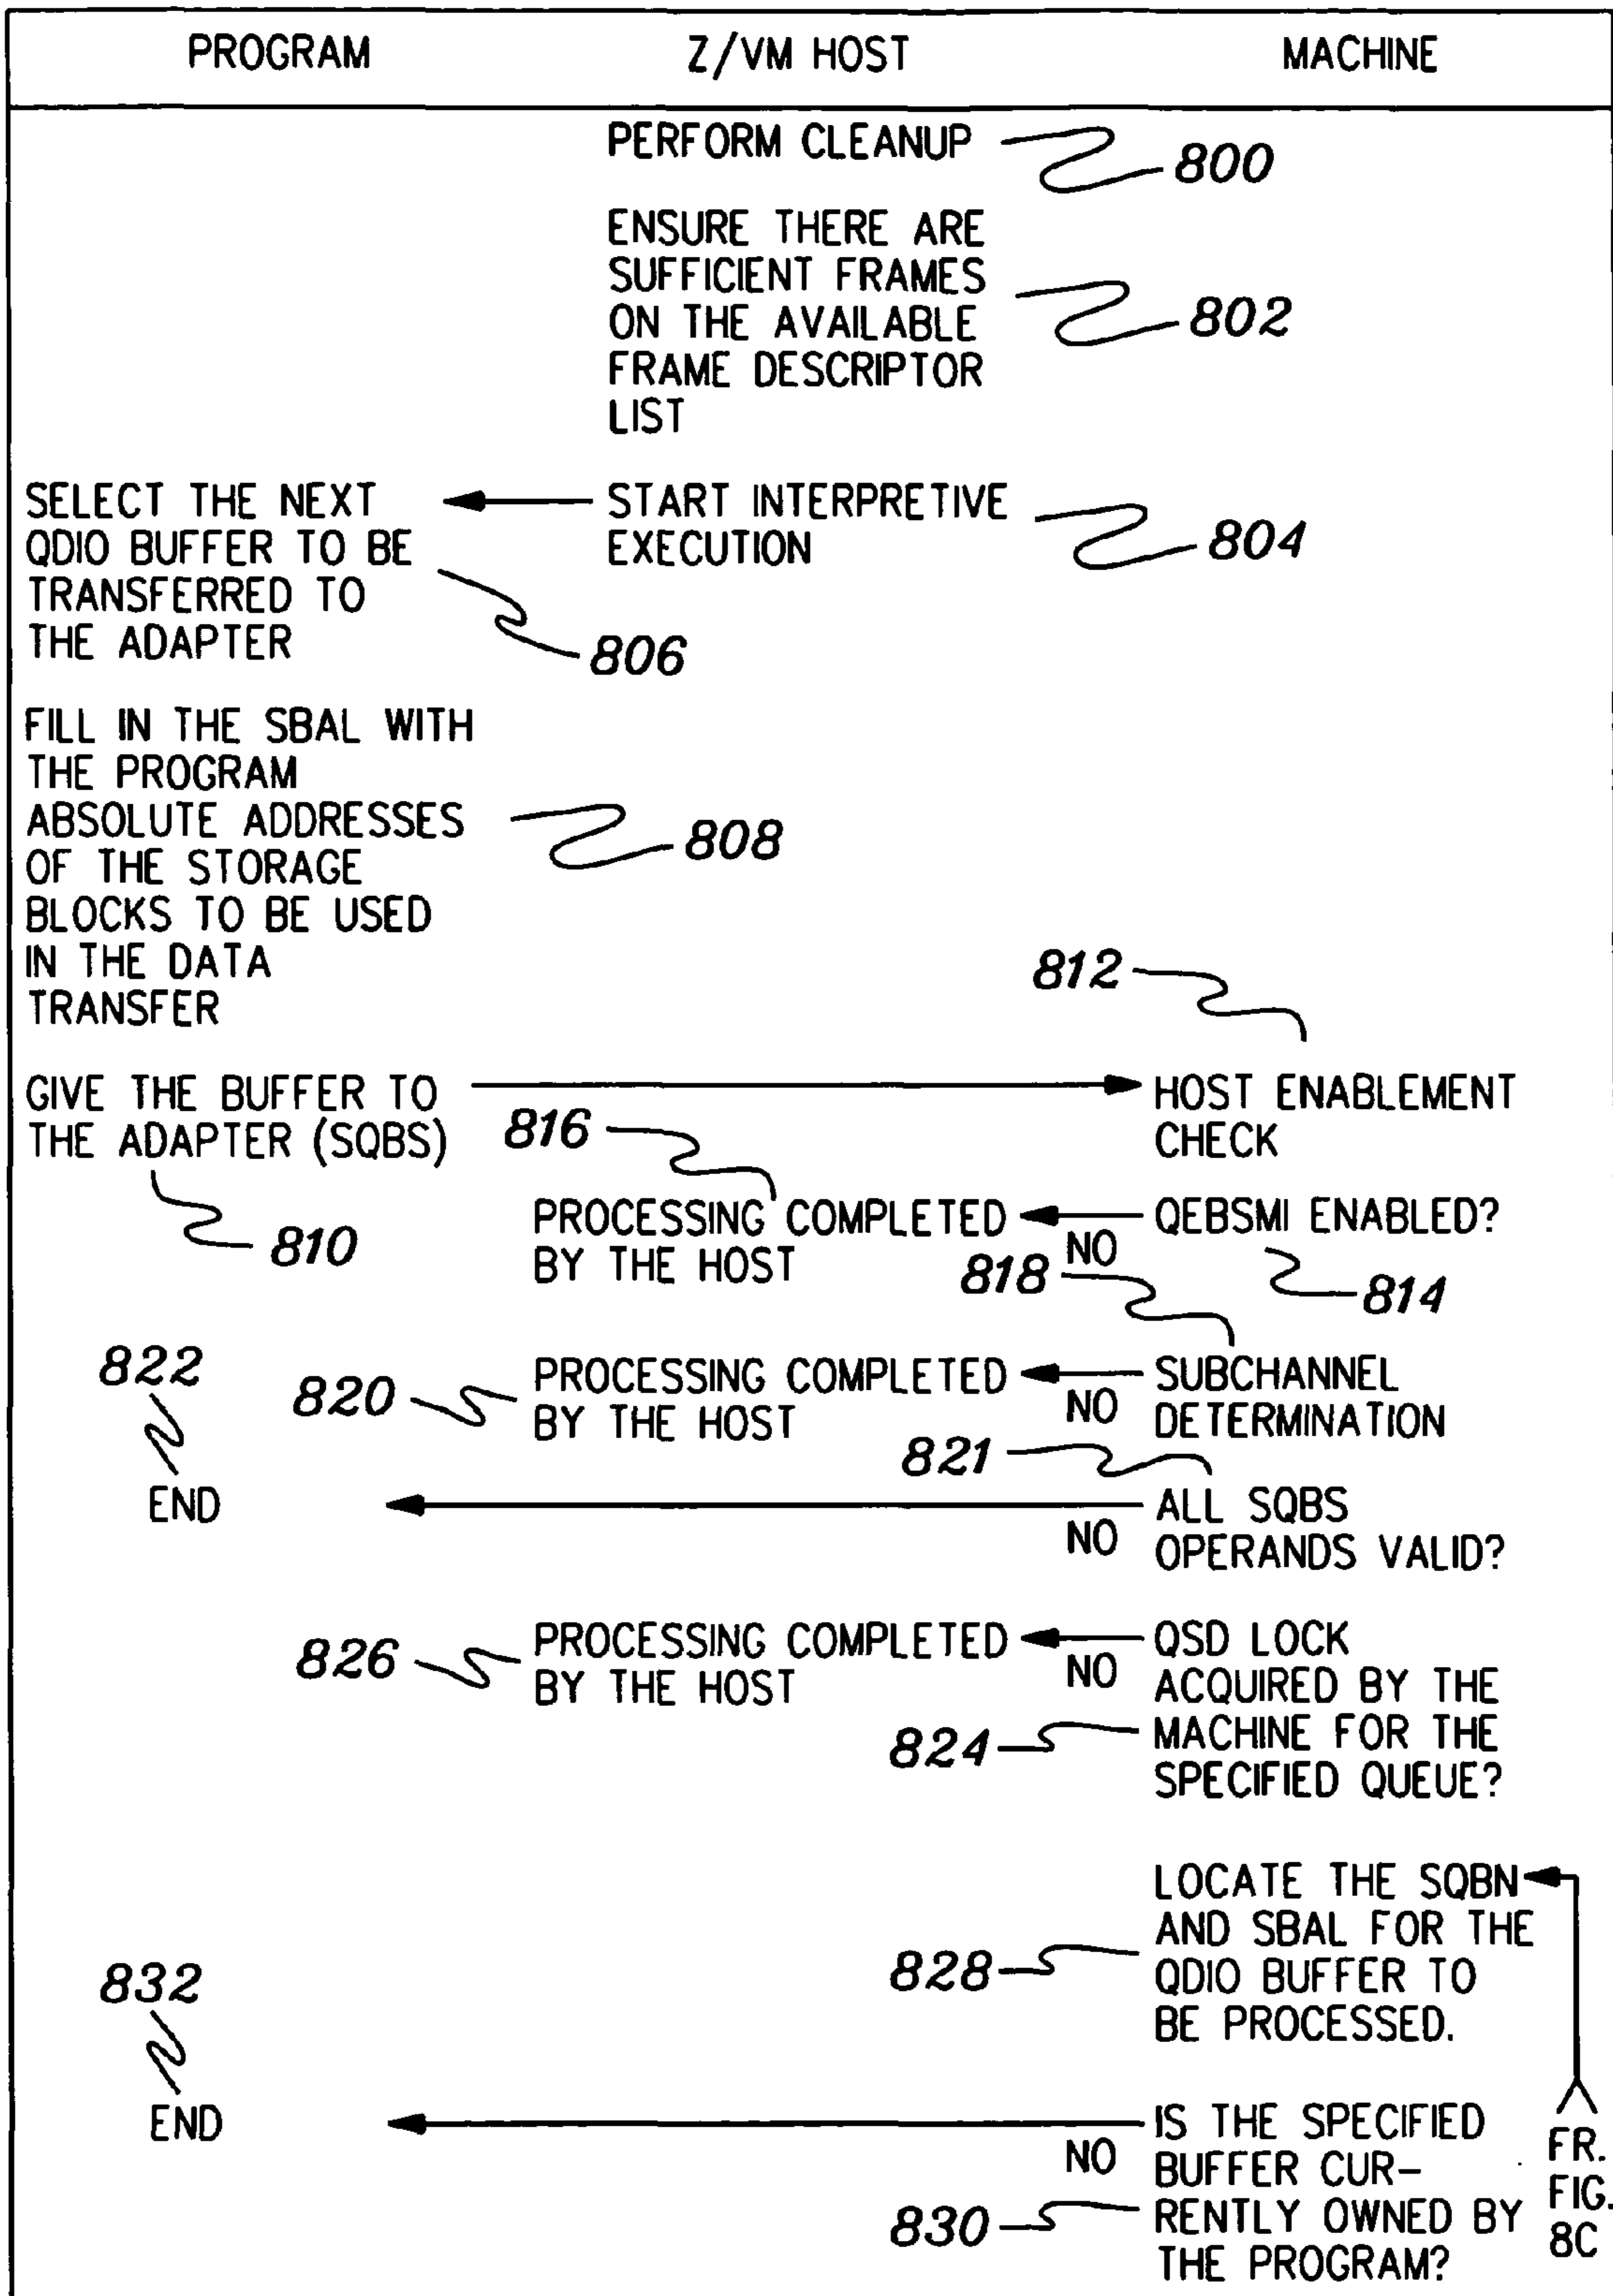 PROGRAM
Z/VM HOST
MACHINE
PERFORM CLEANUP
800
ENSURE THERE ARE
SUFFICIENT FRAMES
ON THE AVAILABLE
FRAME DESCRIPTOR
LIST
802
SELECT THE NEXT
QDIO BUFFER TO BE
TRANSFERRED TO
THE ADAPTER
START INTERPRETIVE
EXECUTION
804
806
FILL IN THE SBAL WITH
THE PROGRAM
ABSOLUTE ADDRESSES
OF THE STORAGE
BLOCKS TO BE USED
IN THE DATA
TRANSFER
808
812
GIVE THE BUFFER TO
THE ADAPTER (SQBS)
810
HOST ENABLEMENT
CHECK
816
PROCESSING COMPLETED
BY THE HOST
NO
QEBSMI ENABLED?
814
818
822
820
PROCESSING COMPLETED
BY THE HOST
NO
SUBCHANNEL
DETERMINATION
821
END
NO
ALL SQBS
OPERANDS VALID?
826
PROCESSING COMPLETED
BY THE HOST
NO
QSD LOCK
ACQUIRED BY THE
MACHINE FOR THE
SPECIFIED QUEUE?
824
LOCATE THE SQBN
AND SBAL FOR THE
QDIO BUFFER TO
BE PROCESSED.
828
832
END
NO
IS THE SPECIFIED
BUFFER CUR–
RENTLY OWNED BY
THE PROGRAM?
830
FR.
FIG.
8C